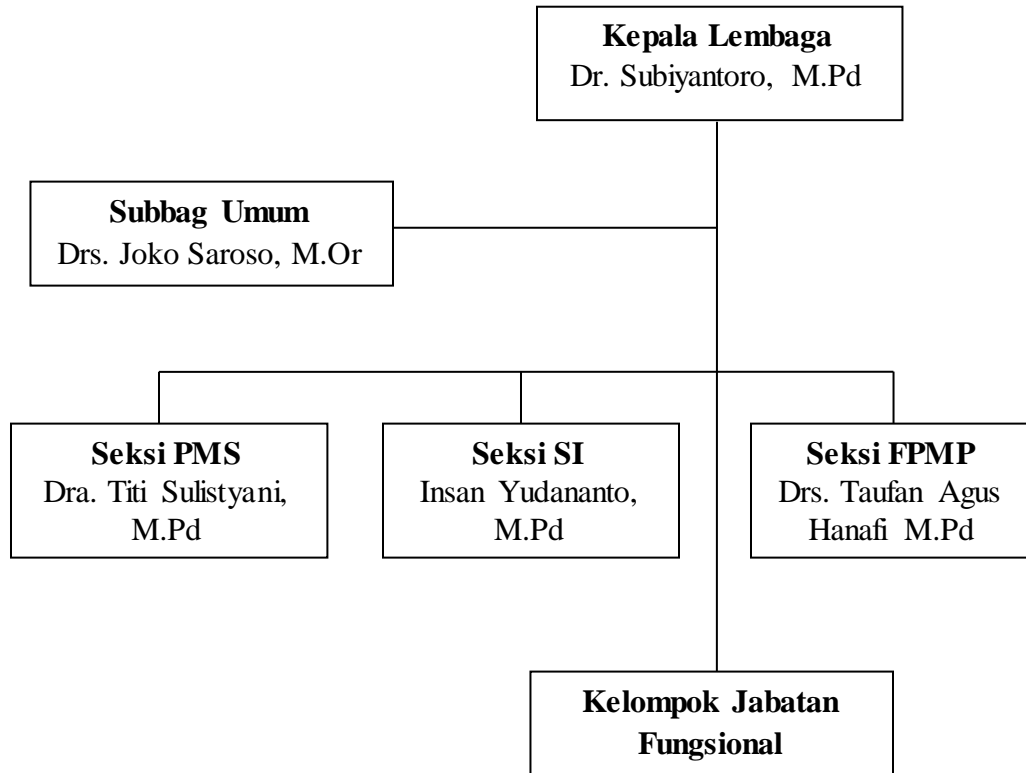 Kepala Lembaga
Dr. Subiyantoro, M.Pd
Subbag Umum
Drs. Joko Saroso, M.Or
Seksi PMS
Dra. Titi Sulistyani,
M.Pd
Seksi SI
Insan Yudananto,
M.Pd
Seksi FPMP
Drs. Taufan Agus
Hanafi M.Pd
Kelompok Jabatan
Fungsional